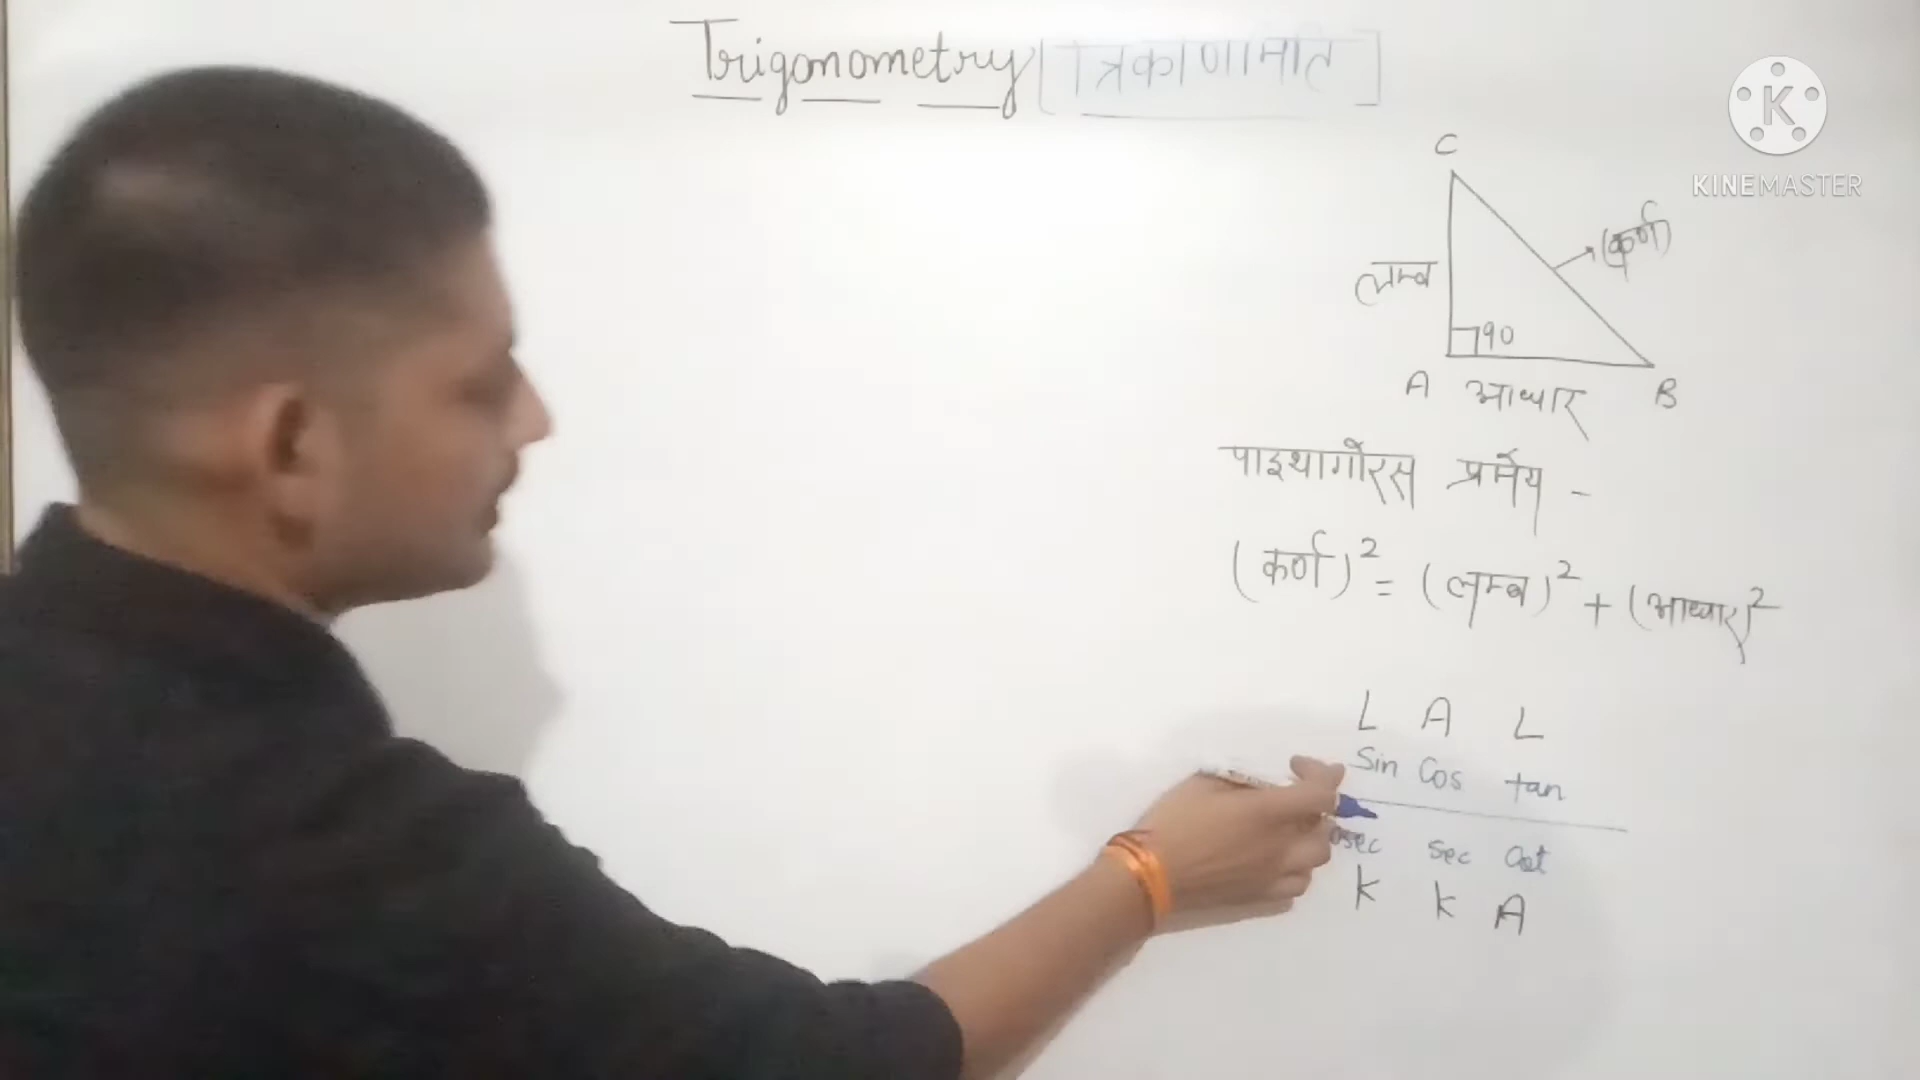 Trigonometry [त्रिकोणमिति]
KINEMASTER
C
(कर्ण)
लम्ब
90
A आधार B
पाइथागोरस प्रमेय -
(कर्ण)² = (लम्ब)² + (आधार)²
L A L
Sin Cos tan
osec sec Cot
K K A